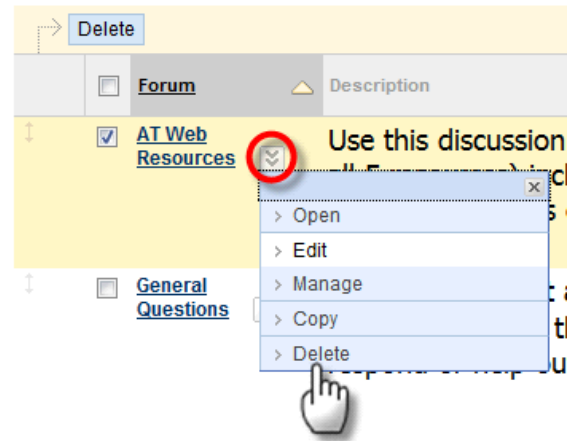 Delete
Forum Description
AT Web
Resources
Use this discussion
Open
Edit
Manage
Copy
Delete
General
Questions